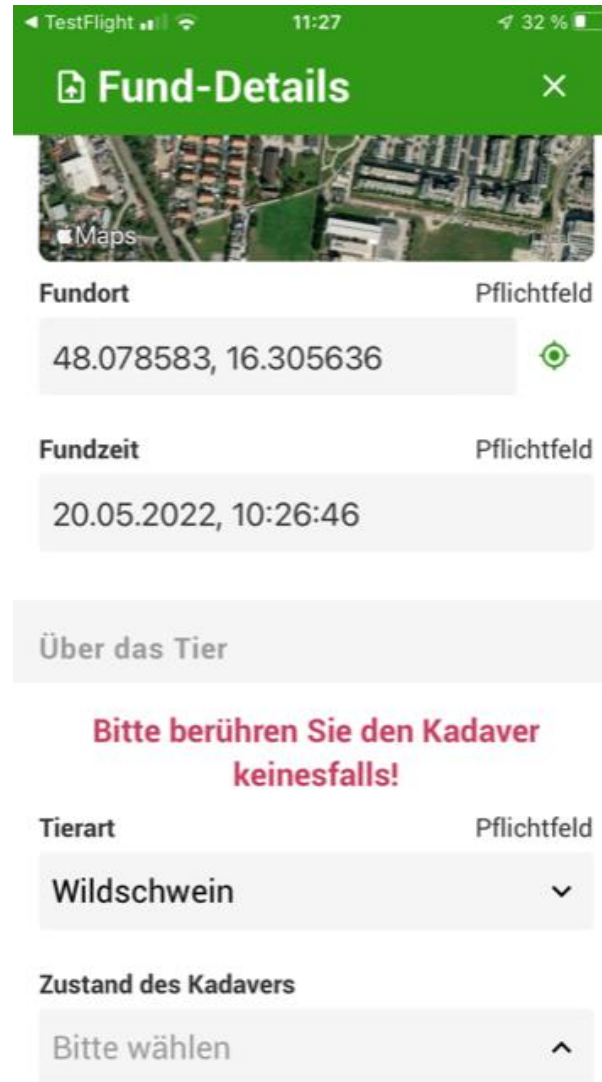 TestFlight 11:27 32 %
Fund-Details
Maps
Fundort Pflichtfeld
48.078583, 16.305636
Fundzeit Pflichtfeld
20.05.2022, 10:26:46
Über das Tier
Bitte berühren Sie den Kadaver
keinesfalls!
Tierart Pflichtfeld
Wildschwein
Zustand des Kadavers
Bitte wählen